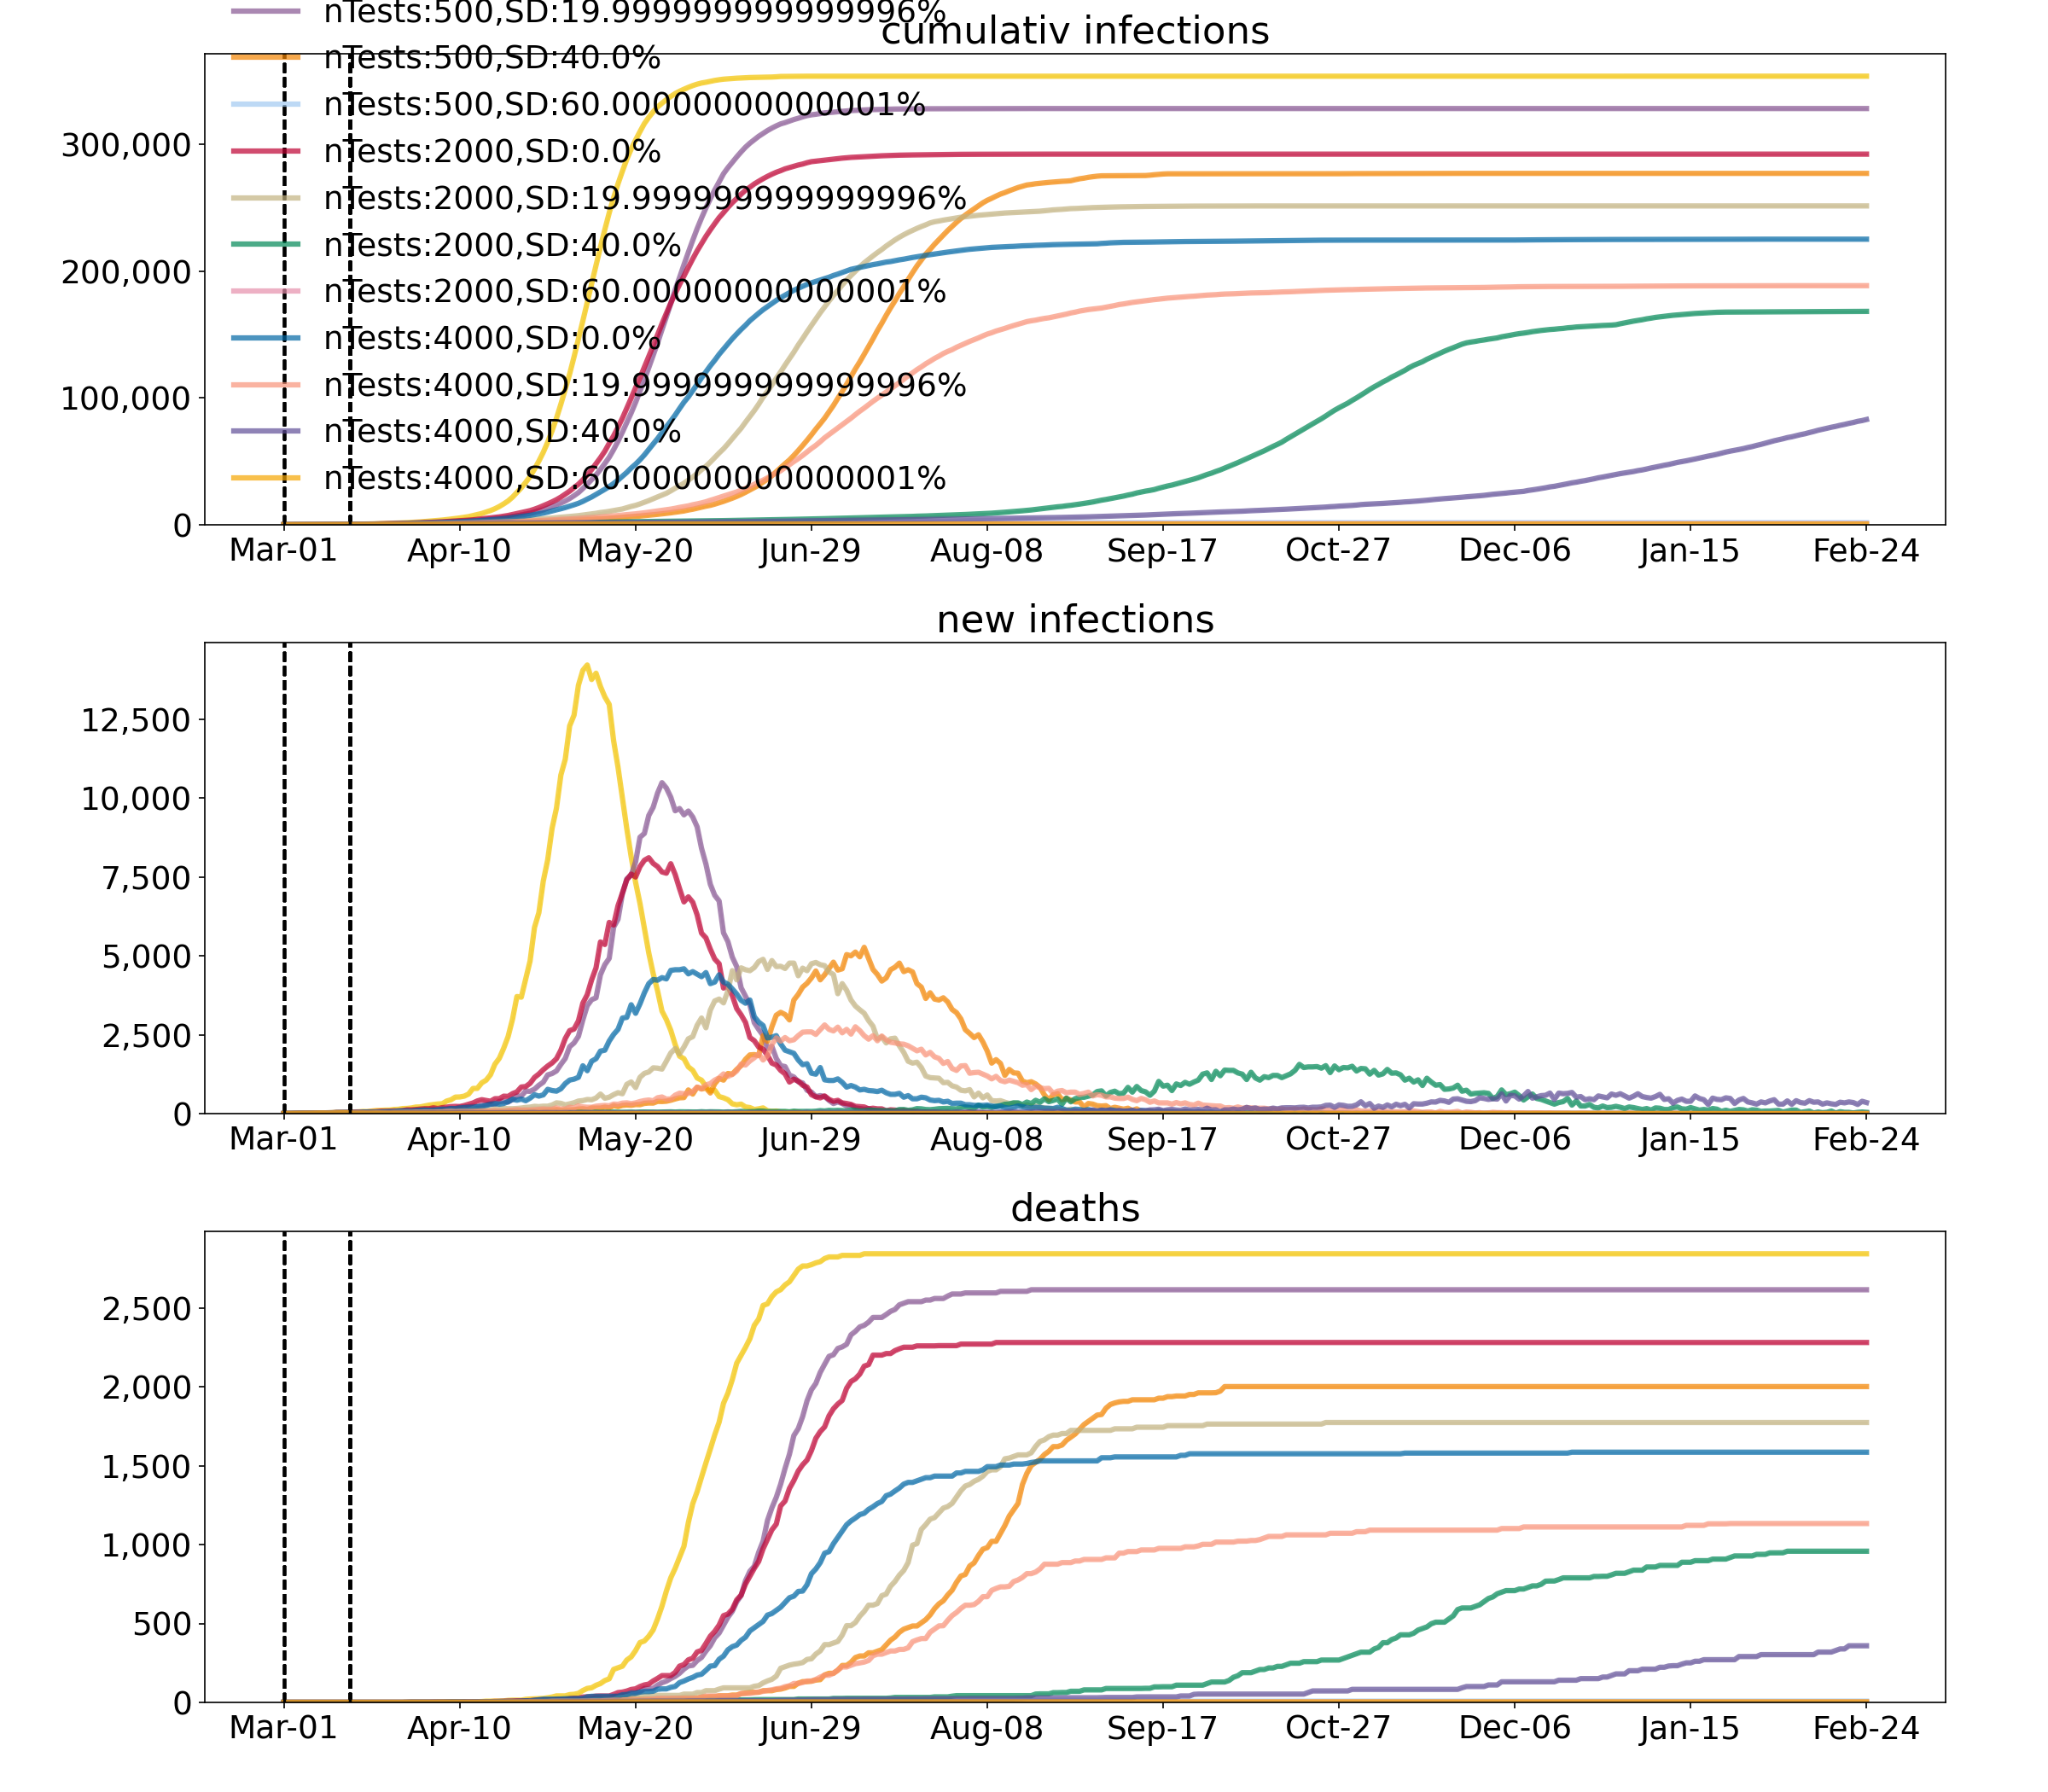 nTests:500,SD:19.999999999999996%
cumulativ infections
nTests:500,SD:40.0%
nTests:500,SD:60.00000000000001%
nTests:2000,SD:0.0%
nTests:2000,SD:19.999999999999996%
nTests:2000,SD:40.0%
nTests:2000,SD:60.00000000000001%
nTests:4000,SD:0.0%
nTests:4000,SD:19.999999999999996%
nTests:4000,SD:40.0%
nTests:4000,SD:60.00000000000001%
300,000
200,000
100,000
0
Mar-01 Apr-10 May-20 Jun-29 Aug-08 Sep-17 Oct-27 Dec-06 Jan-15 Feb-24
new infections
12,500
10,000
7,500
5,000
2,500
0
Mar-01 Apr-10 May-20 Jun-29 Aug-08 Sep-17 Oct-27 Dec-06 Jan-15 Feb-24
deaths
2,500
2,000
1,500
1,000
500
0
Mar-01 Apr-10 May-20 Jun-29 Aug-08 Sep-17 Oct-27 Dec-06 Jan-15 Feb-24